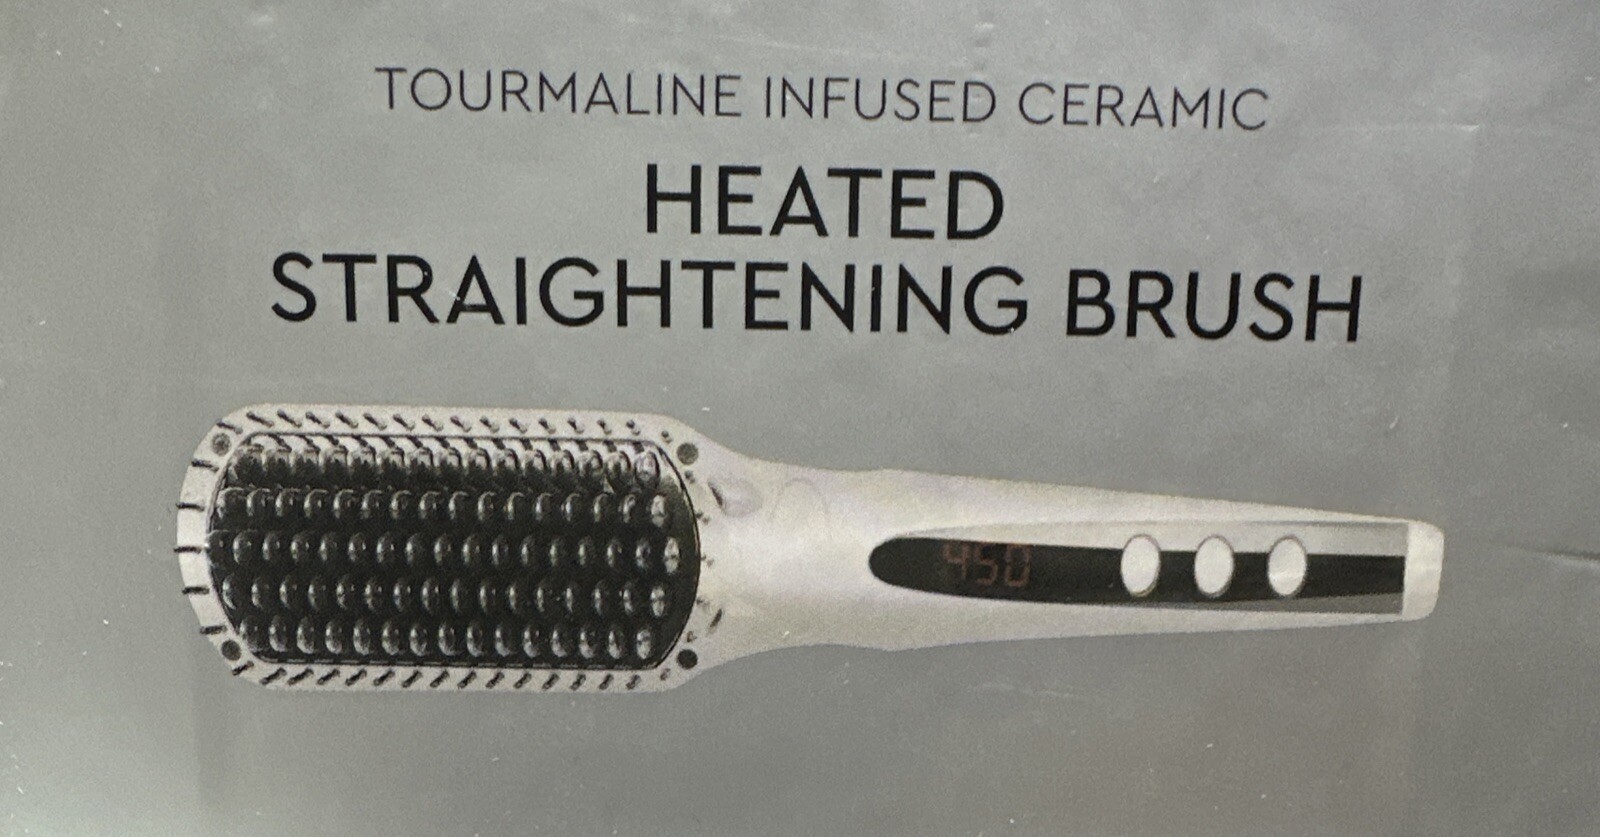 TOURMALINE INFUSED CERAMIC
HEATED
STRAIGHTENING BRUSH
450